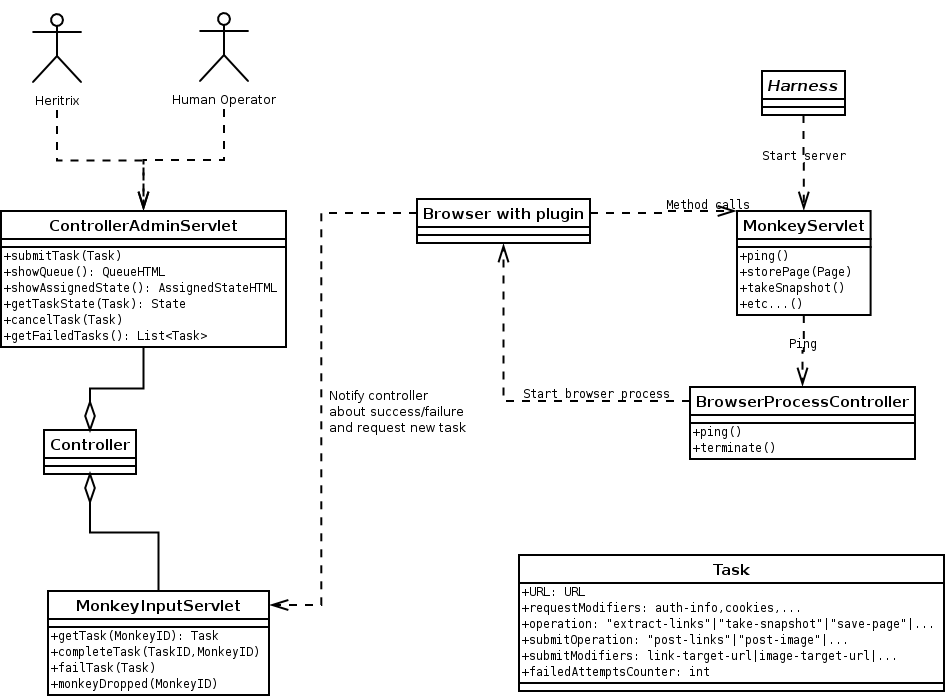 Heritrix
Human Operator
Harness
Start server
ControllerAdminServlet
+submitTask(Task)
+showQueue(): QueueHTML
+showAssignedState(): AssignedStateHTML
+getTaskState(Task): State
+cancelTask(Task)
+getFailedTasks(): List<Task>
Browser with plugin
Method calls
MonkeyServlet
+ping()
+storePage(Page)
+takeSnapshot()
+etc...()
Ping
Start browser process
BrowserProcessController
+ping()
+terminate()
Notify controller
about success/failure
and request new task
Controller
MonkeyInputServlet
+getTask(MonkeyID): Task
+completeTask(TaskID,MonkeyID)
+failTask(Task)
+monkeyDropped(MonkeyID)
Task
+URL: URL
+requestModifiers: auth-info,cookies,...
+operation: "extract-links"|"take-snapshot"|"save-page"|...
+submitOperation: "post-links"|"post-image"|...
+submitModifiers: link-target-url|image-target-url|...
+failedAttemptsCounter: int